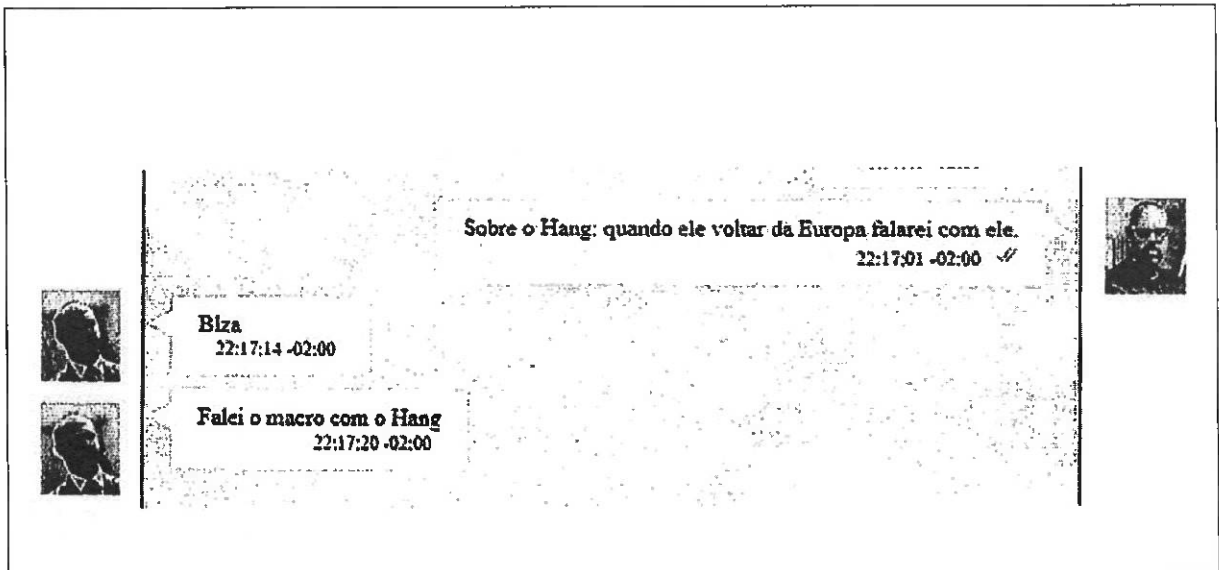 Sobre o Hang: quando ele voltar da Europa falarei com ele.
22:17:01 -02:00
Blza
22:17:14 -02:00
Falei o macro com o Hang
22:17:20 -02:00